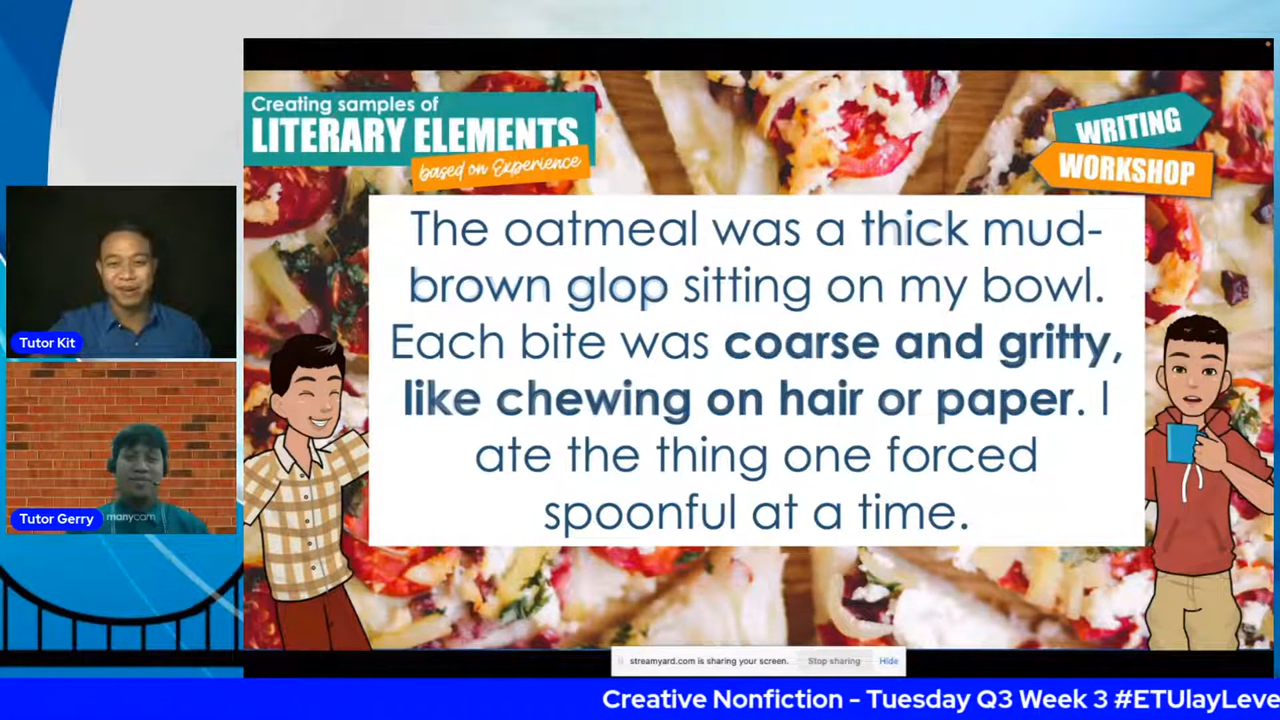 Creating samples of
LITERARY ELEMENTS
based on Experience
WRITING
WORKSHOP
The oatmeal was a thick mud-
brown glop sitting on my bowl.
Each bite was coarse and gritty,
like chewing on hair or paper. I
ate the thing one forced
spoonful at a time.
Tutor Kit
Tutor Gerry
manycam
streamyard.com is sharing your screen.
Stop sharing
Hide
Creative Nonfiction - Tuesday Q3 Week 3 #ETUlayLeve